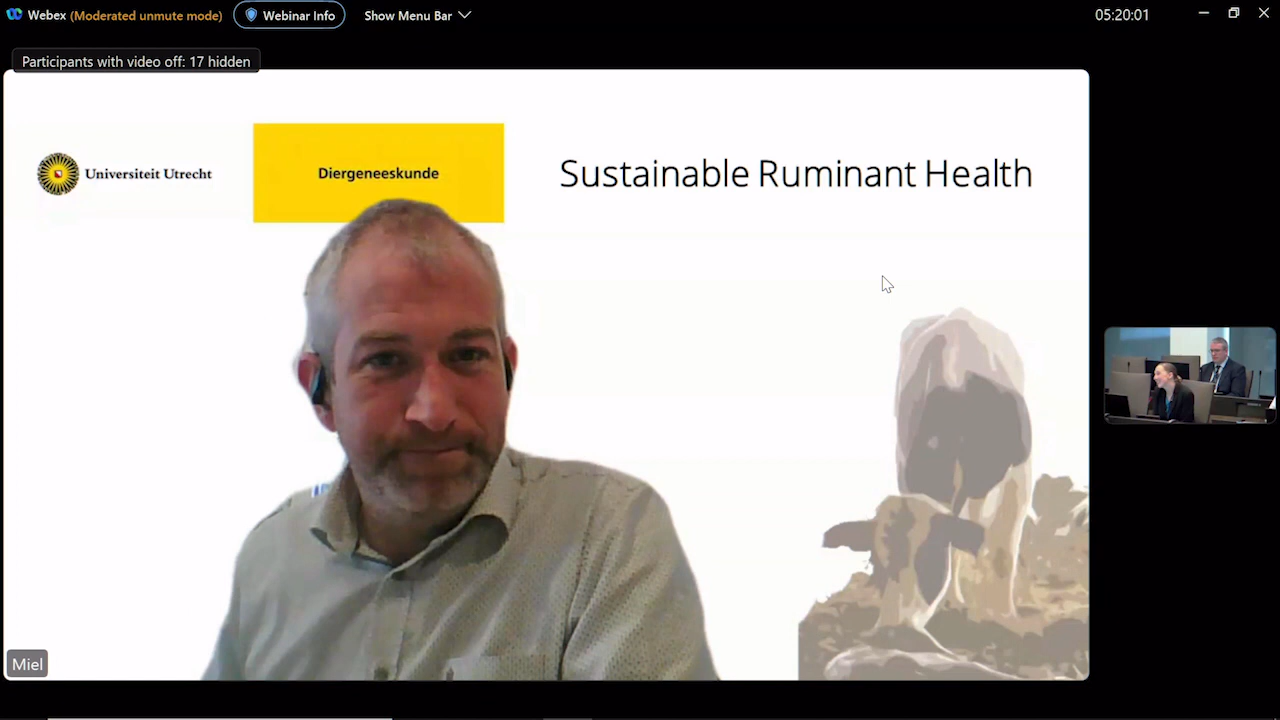 Webex (Moderated unmute mode) Webinar Info Show Menu Bar 05:20:01
Participants with video off: 17 hidden
Universiteit Utrecht
Diergeneeskunde
Sustainable Ruminant Health
Miel